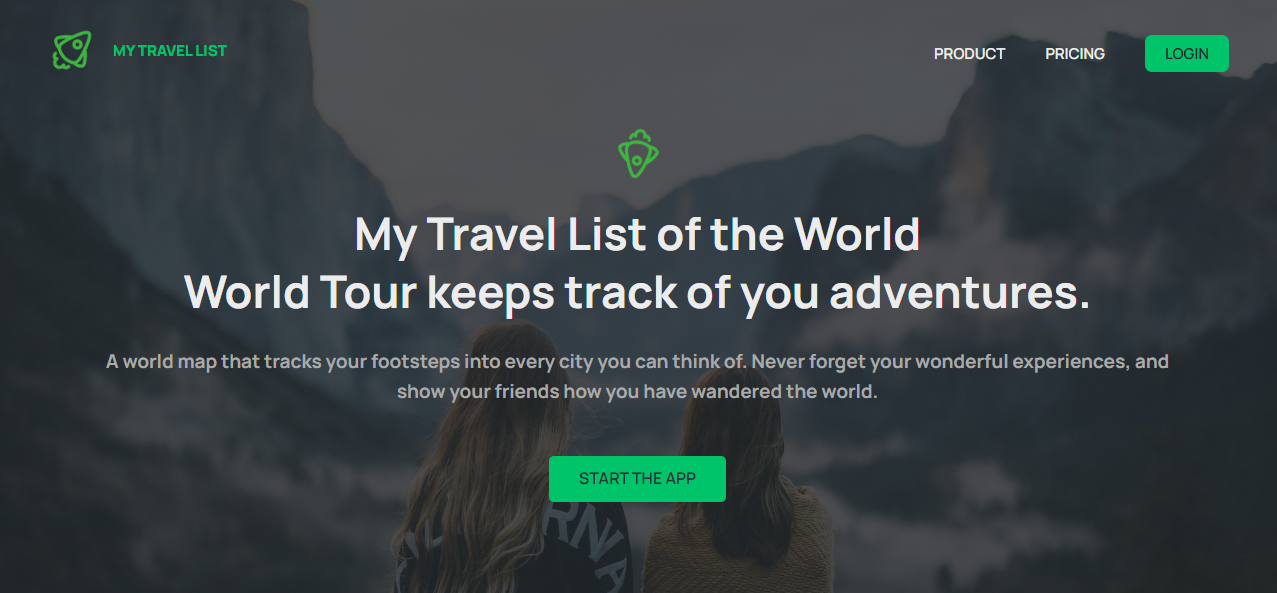 MY TRAVEL LIST
PRODUCT
PRICING
LOGIN
My Travel List of the World
World Tour keeps track of you adventures.
A world map that tracks your footsteps into every city you can think of. Never forget your wonderful experiences, and
show your friends how you have wandered the world.
START THE APP